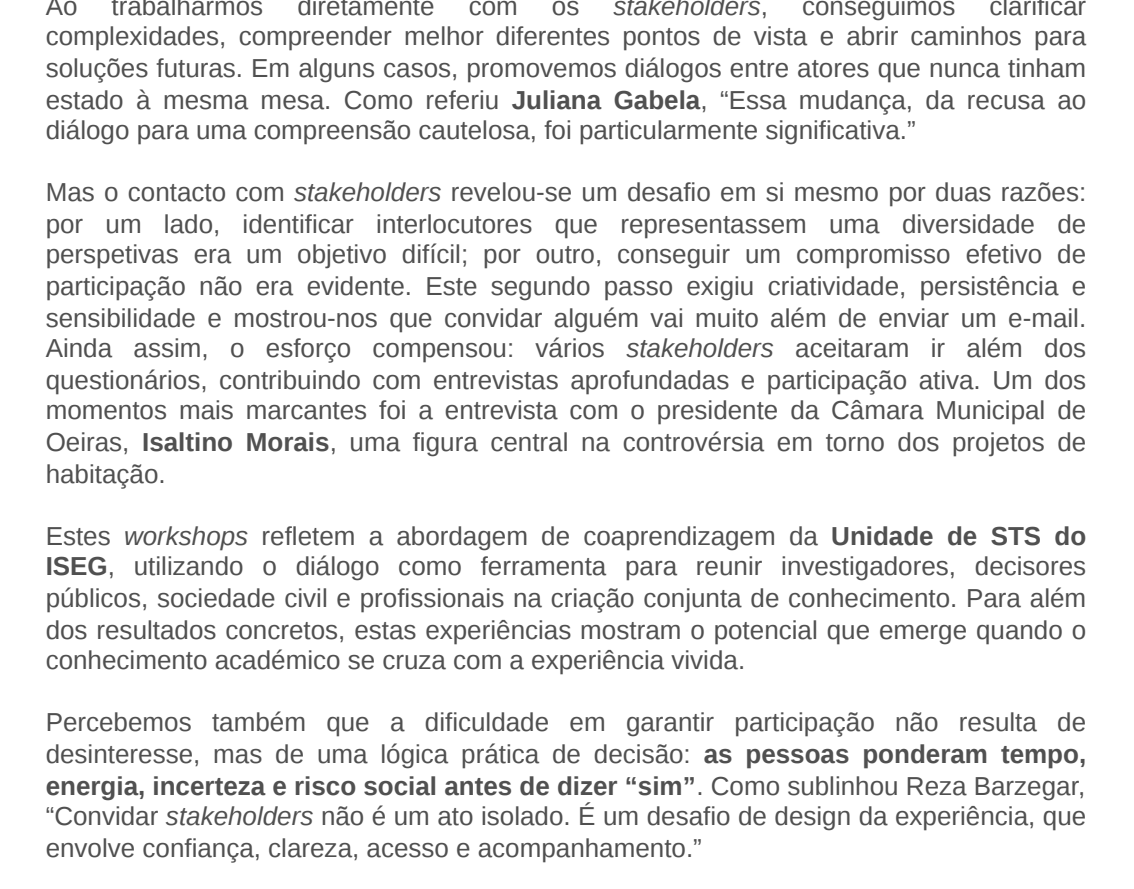 Ao trabalharmos diretamente com os stakeholders, conseguimos clarificar
complexidades, compreender melhor diferentes pontos de vista e abrir caminhos para
soluções futuras. Em alguns casos, promovemos diálogos entre atores que nunca tinham
estado à mesma mesa. Como referiu Juliana Gabela, “Essa mudança, da recusa ao
diálogo para uma compreensão cautelosa, foi particularmente significativa.”
Mas o contacto com stakeholders revelou-se um desafio em si mesmo por duas razões:
por um lado, identificar interlocutores que representassem uma diversidade de
perspetivas era um objetivo difícil; por outro, conseguir um compromisso efetivo de
participação não era evidente. Este segundo passo exigiu criatividade, persistência e
sensibilidade e mostrou-nos que convidar alguém vai muito além de enviar um e-mail.
Ainda assim, o esforço compensou: vários stakeholders aceitaram ir além dos
questionários, contribuindo com entrevistas aprofundadas e participação ativa. Um dos
momentos mais marcantes foi a entrevista com o presidente da Câmara Municipal de
Oeiras, Isaltino Morais, uma figura central na controvérsia em torno dos projetos de
habitação.
Estes workshops refletem a abordagem de coaprendizagem da Unidade de STS do
ISEG, utilizando o diálogo como ferramenta para reunir investigadores, decisores
públicos, sociedade civil e profissionais na criação conjunta de conhecimento. Para além
dos resultados concretos, estas experiências mostram o potencial que emerge quando o
conhecimento académico se cruza com a experiência vivida.
Percebemos também que a dificuldade em garantir participação não resulta de
desinteresse, mas de uma lógica prática de decisão: as pessoas ponderam tempo,
energia, incerteza e risco social antes de dizer “sim”. Como sublinhou Reza Barzegar,
“Convidar stakeholders não é um ato isolado. É um desafio de design da experiência, que
envolve confiança, clareza, acesso e acompanhamento.”